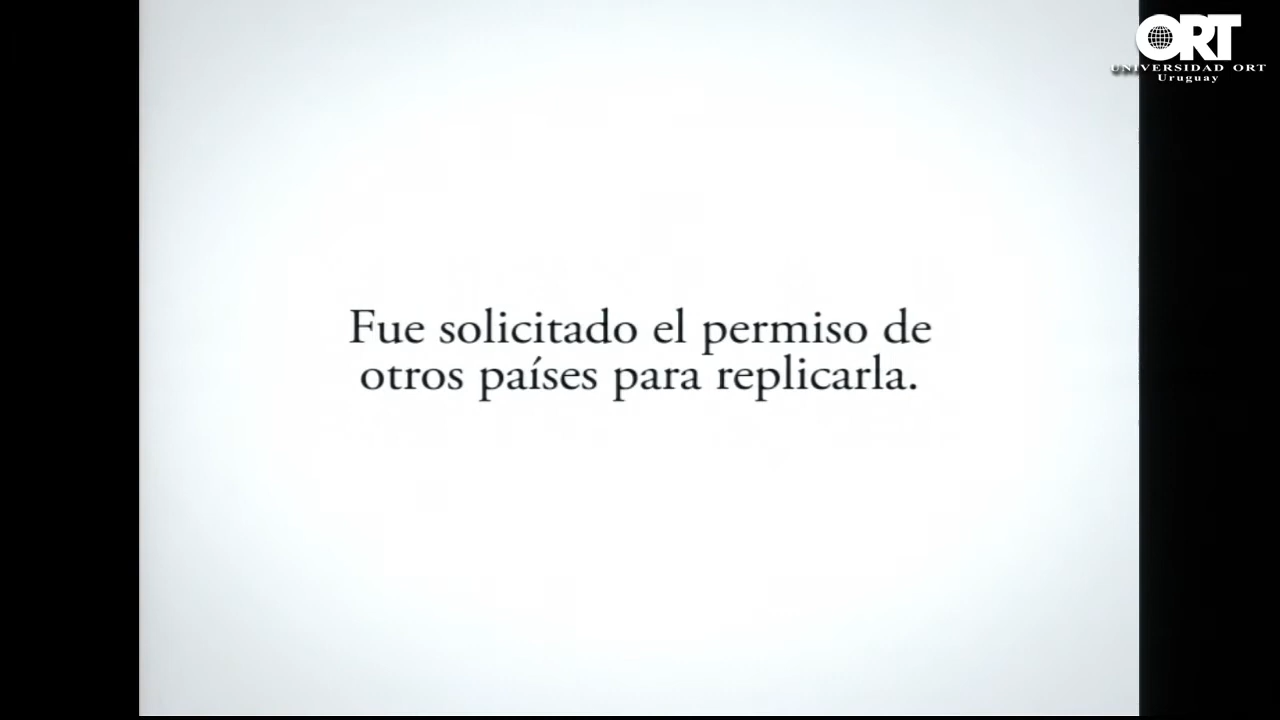 ORT
UNIVERSIDAD ORT
Uruguay
Fue solicitado el permiso de
otros países para replicarla.